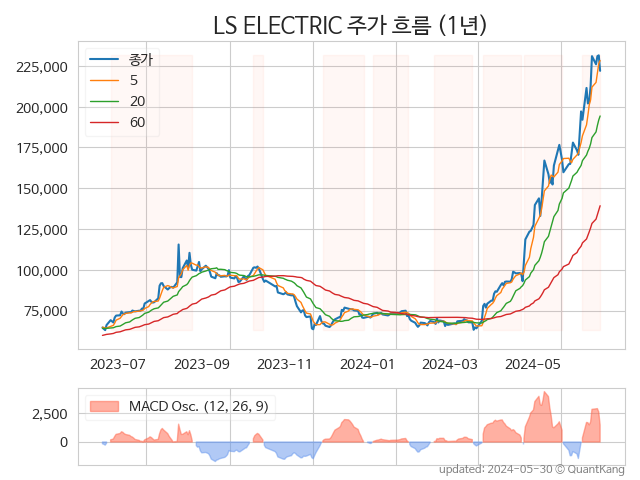 LS ELECTRIC 주가 흐름 (1년)
종가
5
20
60
225,000
200,000
175,000
150,000
125,000
100,000
75,000
2023-07 2023-09 2023-11 2024-01 2024-03 2024-05
MACD Osc. (12, 26, 9)
2,500
0
updated: 2024-05-30 © QuantKang